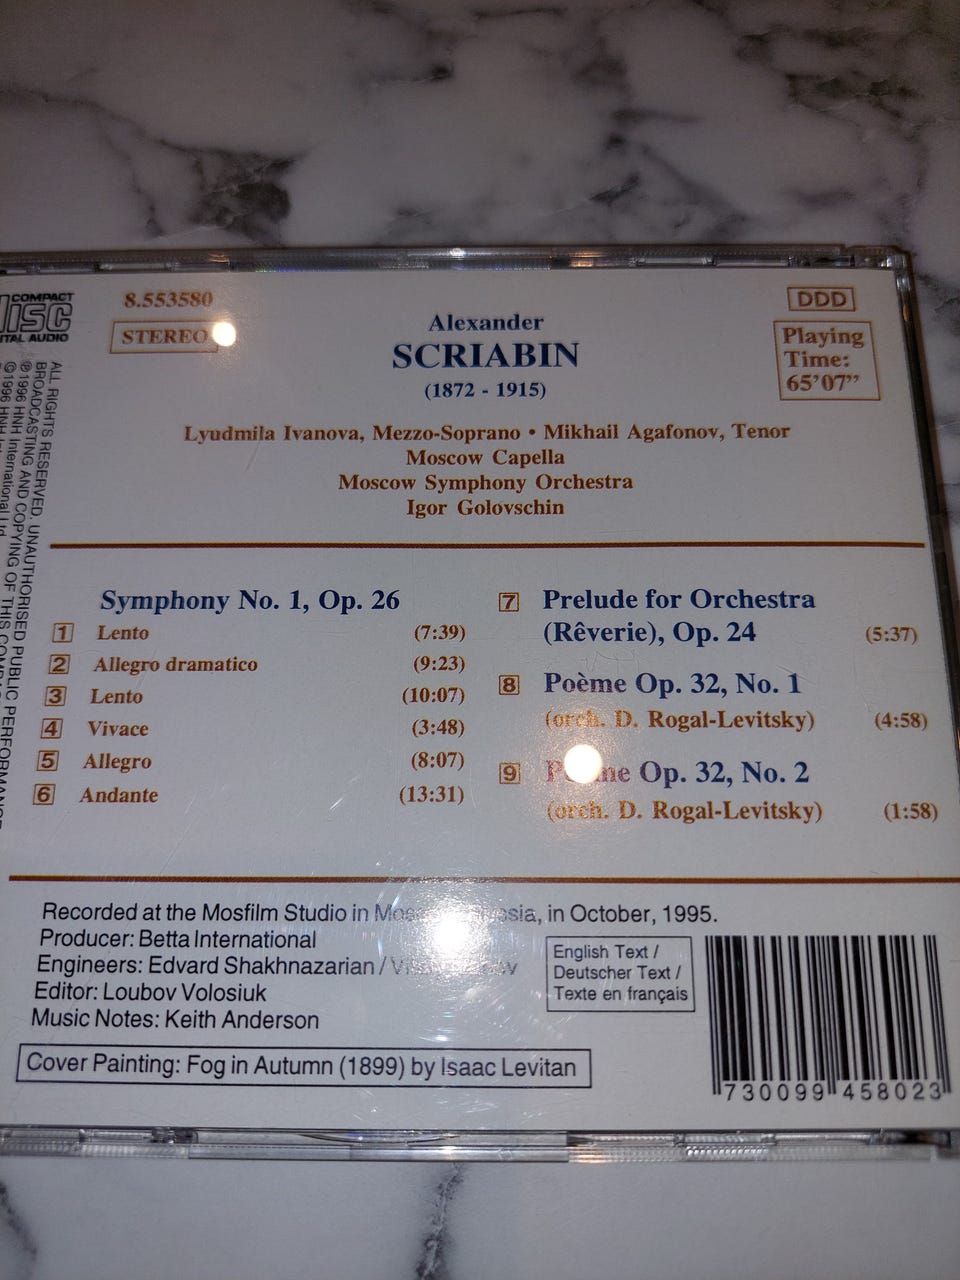 COMPACT
DISC
DIGITAL AUDIO
8.553580
STEREO
DDD
Playing
Time:
65’07”
Alexander
SCRIABIN
(1872 - 1915)
Lyudmila Ivanova, Mezzo-Soprano • Mikhail Agafonov, Tenor
Moscow Capella
Moscow Symphony Orchestra
Igor Golovschin
ALL RIGHTS RESERVED. UNAUTHORISED PUBLIC PERFORMANCE
BROADCASTING AND COPYING OF THIS COMPACT
℗ 1996 HNH International
© 1996 HNH International Ltd.
Symphony No. 1, Op. 26
1 Lento (7:39)
2 Allegro dramatico (9:23)
3 Lento (10:07)
4 Vivace (3:48)
5 Allegro (8:07)
6 Andante (13:31)
7 Prelude for Orchestra
(Rêverie), Op. 24 (5:37)
8 Poème Op. 32, No. 1
(orch. D. Rogal-Levitsky) (4:58)
9 Poème Op. 32, No. 2
(orch. D. Rogal-Levitsky) (1:58)
Recorded at the Mosfilm Studio in Moscow, Russia, in October, 1995.
Producer: Betta International
Engineers: Edvard Shakhnazarian /
Editor: Loubov Volosiuk
Music Notes: Keith Anderson
English Text /
Deutscher Text /
Texte en français
Cover Painting: Fog in Autumn (1899) by Isaac Levitan
730099 458023